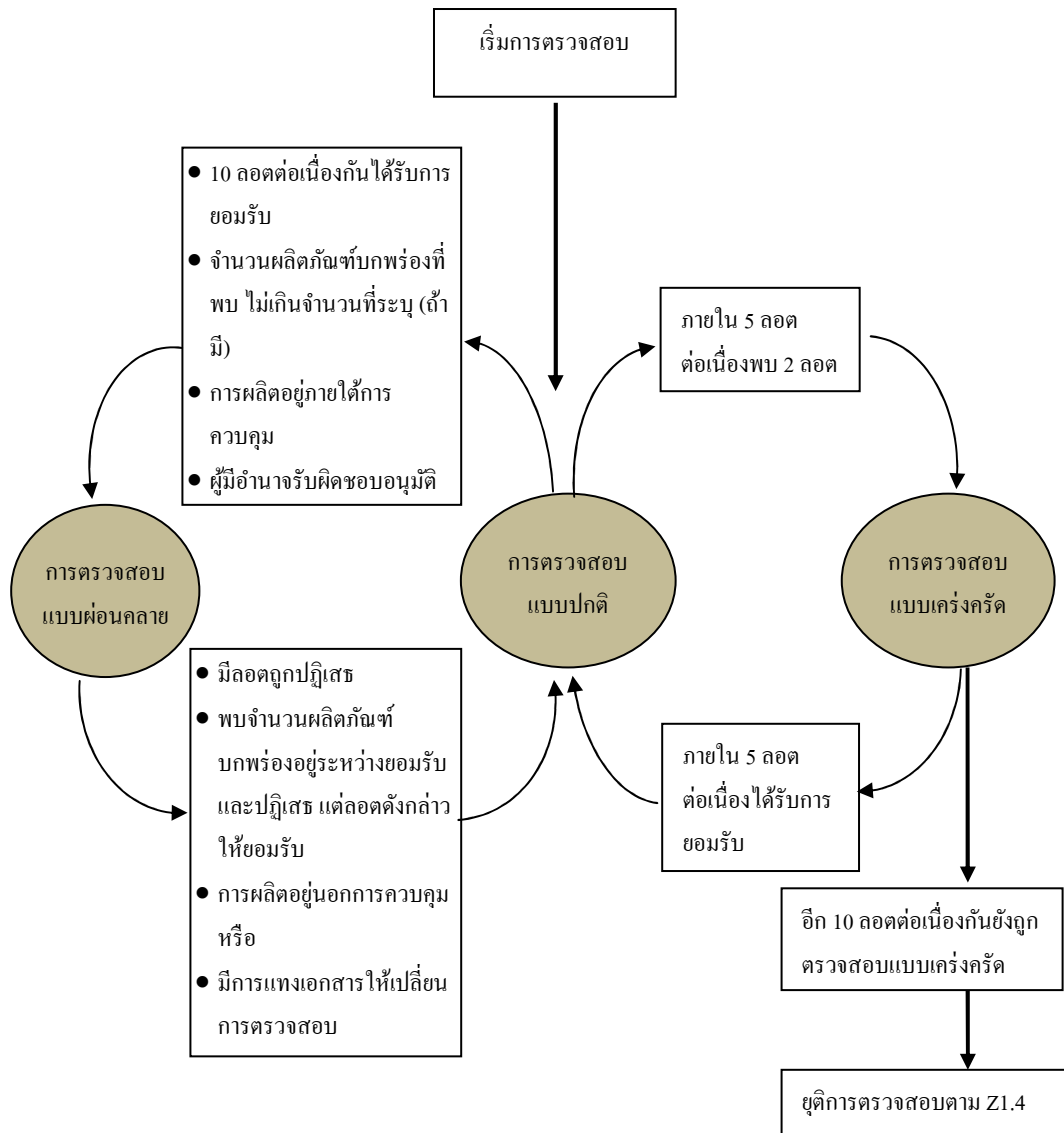 เริ่มการตรวจสอบ
● 10 ลอตต่อเนื่องกันได้รับการ
ยอมรับ
● จำนวนผลิตภัณฑ์บกพร่องที่
พบ ไม่เกินจำนวนที่ระบุ (ถ้า
มี)
● การผลิตอยู่ภายใต้การ
ควบคุม
● ผู้มีอำนาจรับผิดชอบอนุมัติ
ภายใน 5 ลอต
ต่อเนื่องพบ 2 ลอต
การตรวจสอบ
แบบผ่อนคลาย
การตรวจสอบ
แบบปกติ
การตรวจสอบ
แบบเคร่งครัด
● มีลอตถูกปฏิเสธ
● พบจำนวนผลิตภัณฑ์
บกพร่องอยู่ระหว่างยอมรับ
และปฏิเสธ แต่ลอตดังกล่าว
ให้ยอมรับ
● การผลิตอยู่นอกการควบคุม
หรือ
● มีการแทงเอกสารให้เปลี่ยน
การตรวจสอบ
ภายใน 5 ลอต
ต่อเนื่องได้รับการ
ยอมรับ
อีก 10 ลอตต่อเนื่องกันยังถูก
ตรวจสอบแบบเคร่งครัด
ยุติการตรวจสอบตาม Z1.4